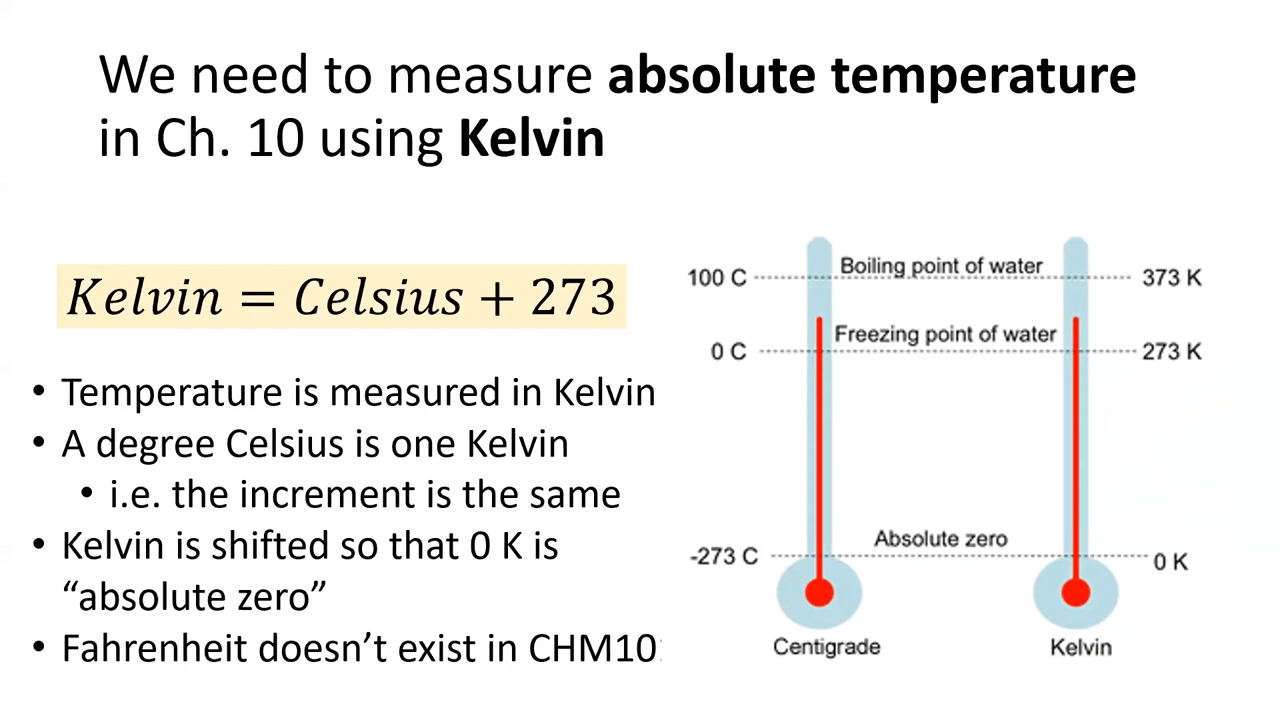 We need to measure absolute temperature
in Ch. 10 using Kelvin
Kelvin = Celsius + 273
• Temperature is measured in Kelvin
• A degree Celsius is one Kelvin
• i.e. the increment is the same
• Kelvin is shifted so that 0 K is
“absolute zero”
• Fahrenheit doesn’t exist in
100 C
Boiling point of water
373 K
Freezing point of water
0 C
273 K
Absolute zero
-273 C
0 K
Centigrade
Kelvin